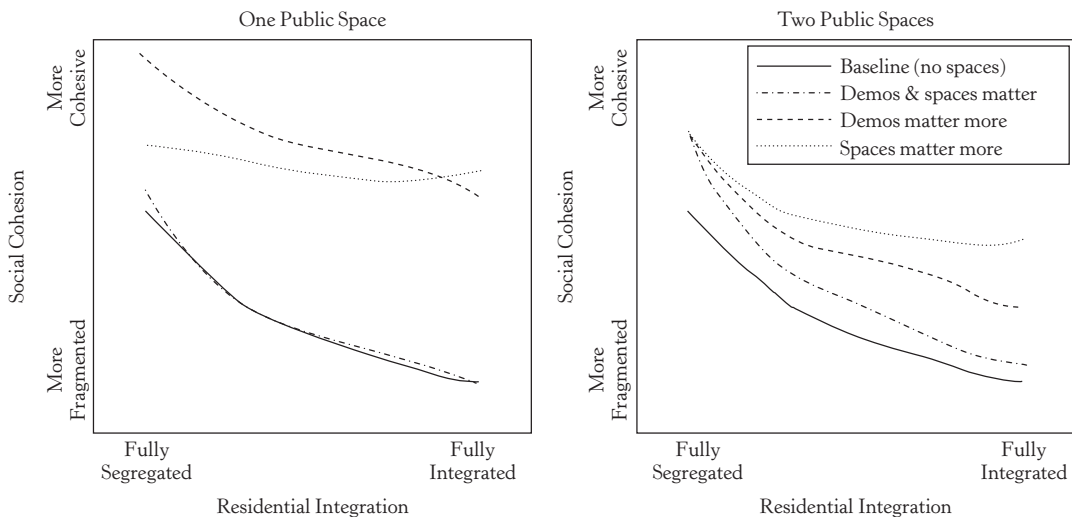 One Public Space
More
Cohesive
Social Cohesion
More
Fragmented
Fully
Segregated
Fully
Integrated
Residential Integration
Two Public Spaces
Baseline (no spaces)
Demos & spaces matter
Demos matter more
Spaces matter more
More
Cohesive
Social Cohesion
More
Fragmented
Fully
Segregated
Fully
Integrated
Residential Integration